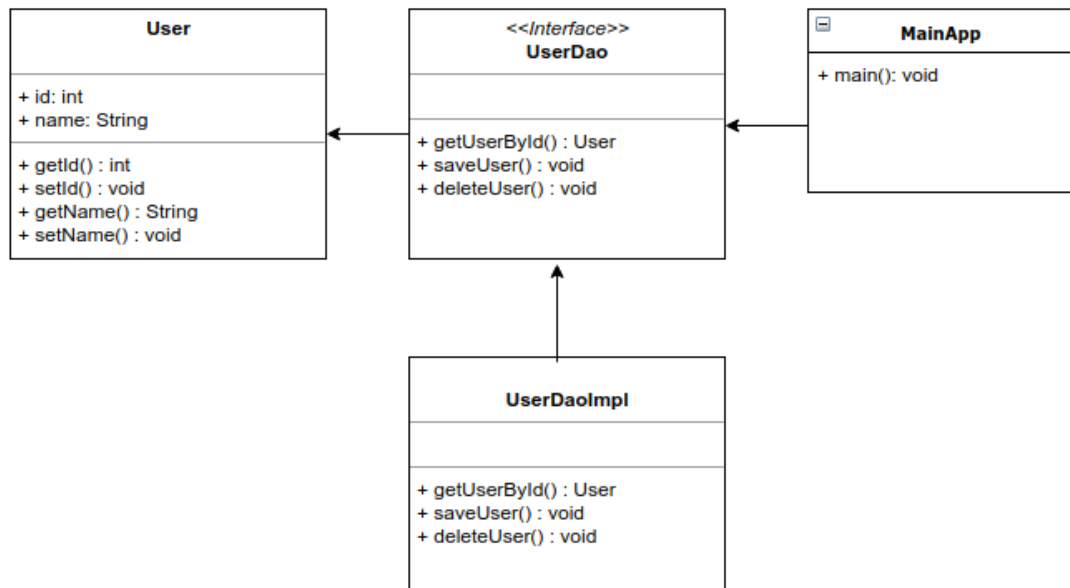 User
+ id: int
+ name: String
+ getId() : int
+ setId() : void
+ getName() : String
+ setName() : void
<<Interface>>
UserDao
+ getUserById() : User
+ saveUser() : void
+ deleteUser() : void
MainApp
+ main(): void
UserDaoImpl
+ getUserById() : User
+ saveUser() : void
+ deleteUser() : void